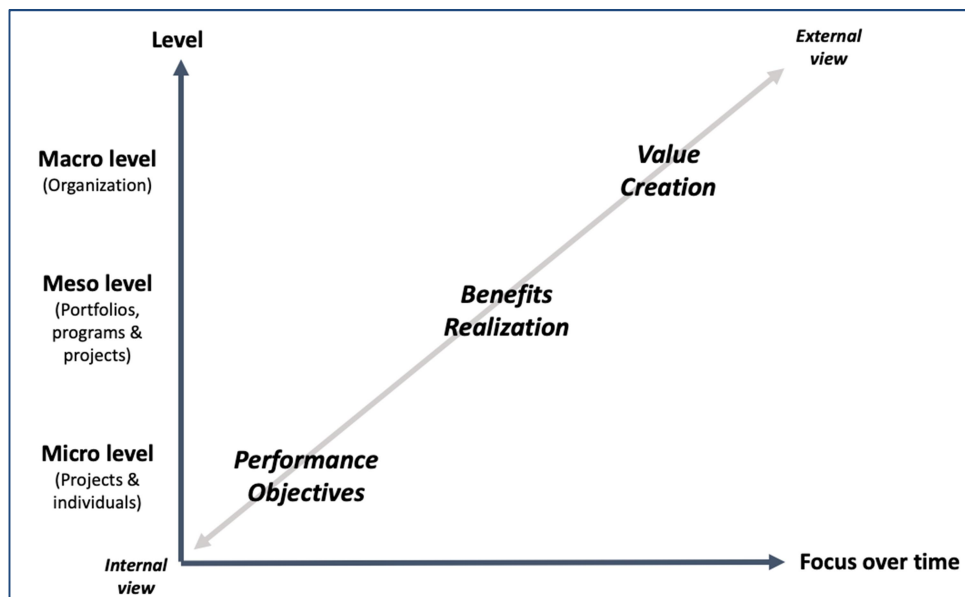 Level
External
view
Macro level
(Organization)
Value
Creation
Meso level
(Portfolios,
programs &
projects)
Benefits
Realization
Micro level
(Projects &
individuals)
Performance
Objectives
Internal
view
Focus over time